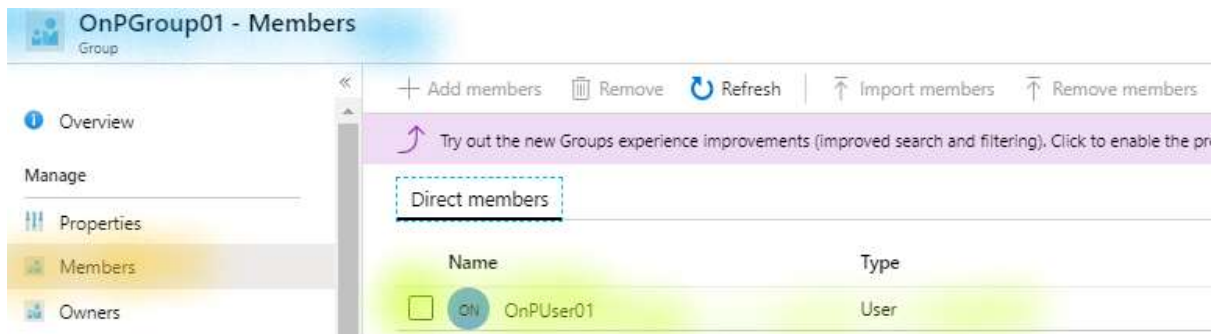 OnPGroup01 - Members
Group
«
Overview
Manage
Properties
Members
Owners
Add members Remove Refresh Import members Remove members
Try out the new Groups experience improvements (improved search and filtering). Click to enable the pr
Direct members
Name Type
ON OnPUser01 User